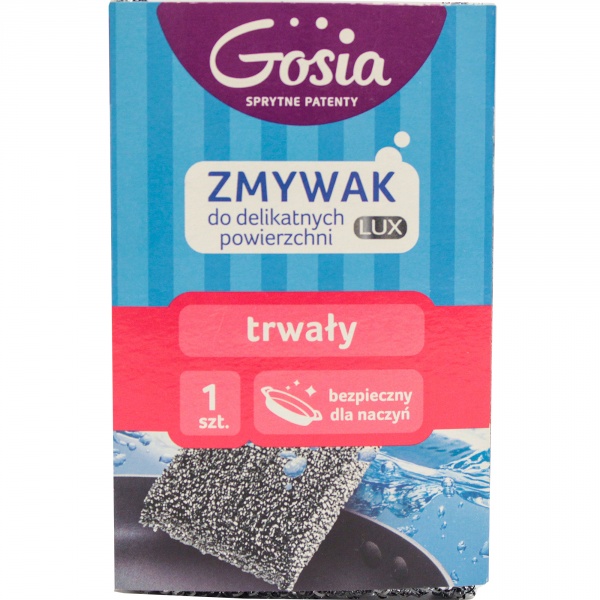 Gosia
SPRYTNE PATENTY
ZMYWAK
do delikatnych
powierzchni LUX
trwały
1
szt.
bezpieczny
dla naczyń